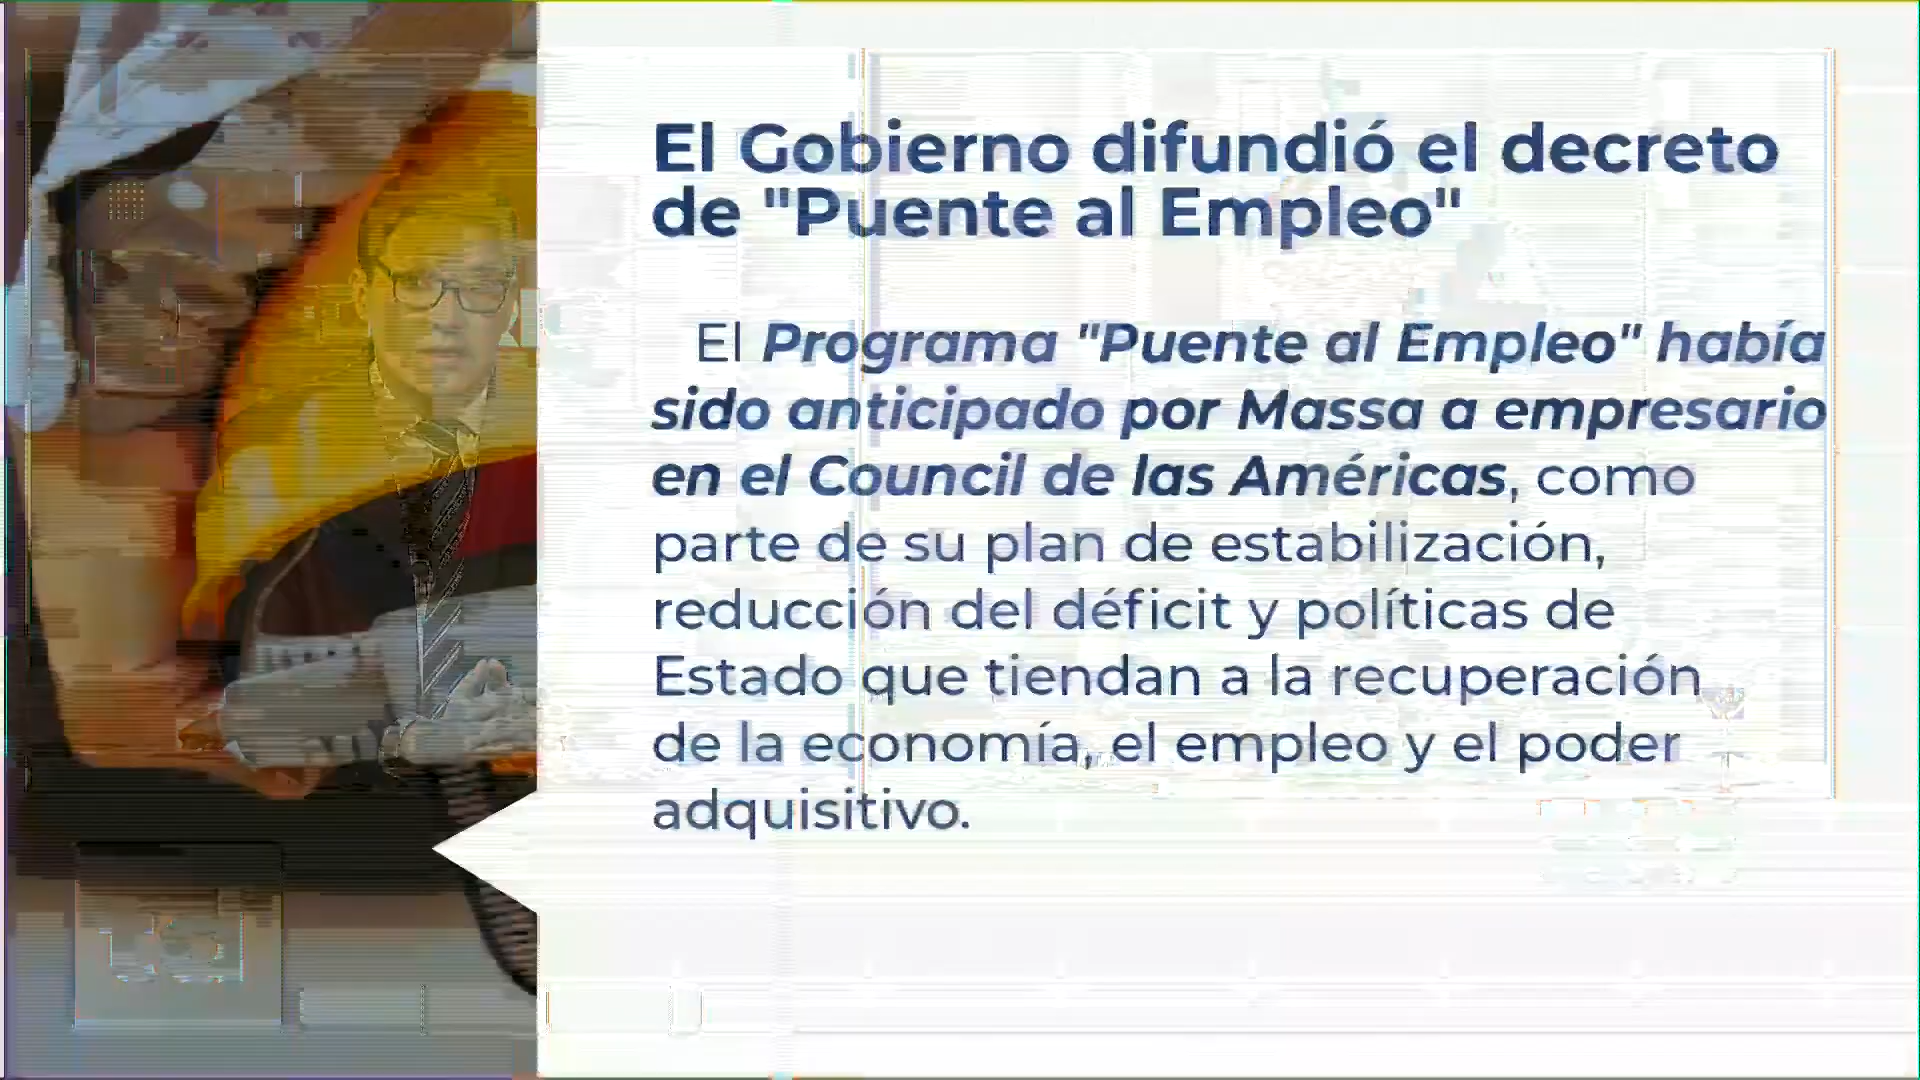 El Gobierno difundió el decreto
de "Puente al Empleo"
El Programa "Puente al Empleo" había
sido anticipado por Massa a empresario
en el Council de las Américas, como
parte de su plan de estabilización,
reducción del déficit y políticas de
Estado que tiendan a la recuperación
de la economía, el empleo y el poder
adquisitivo.